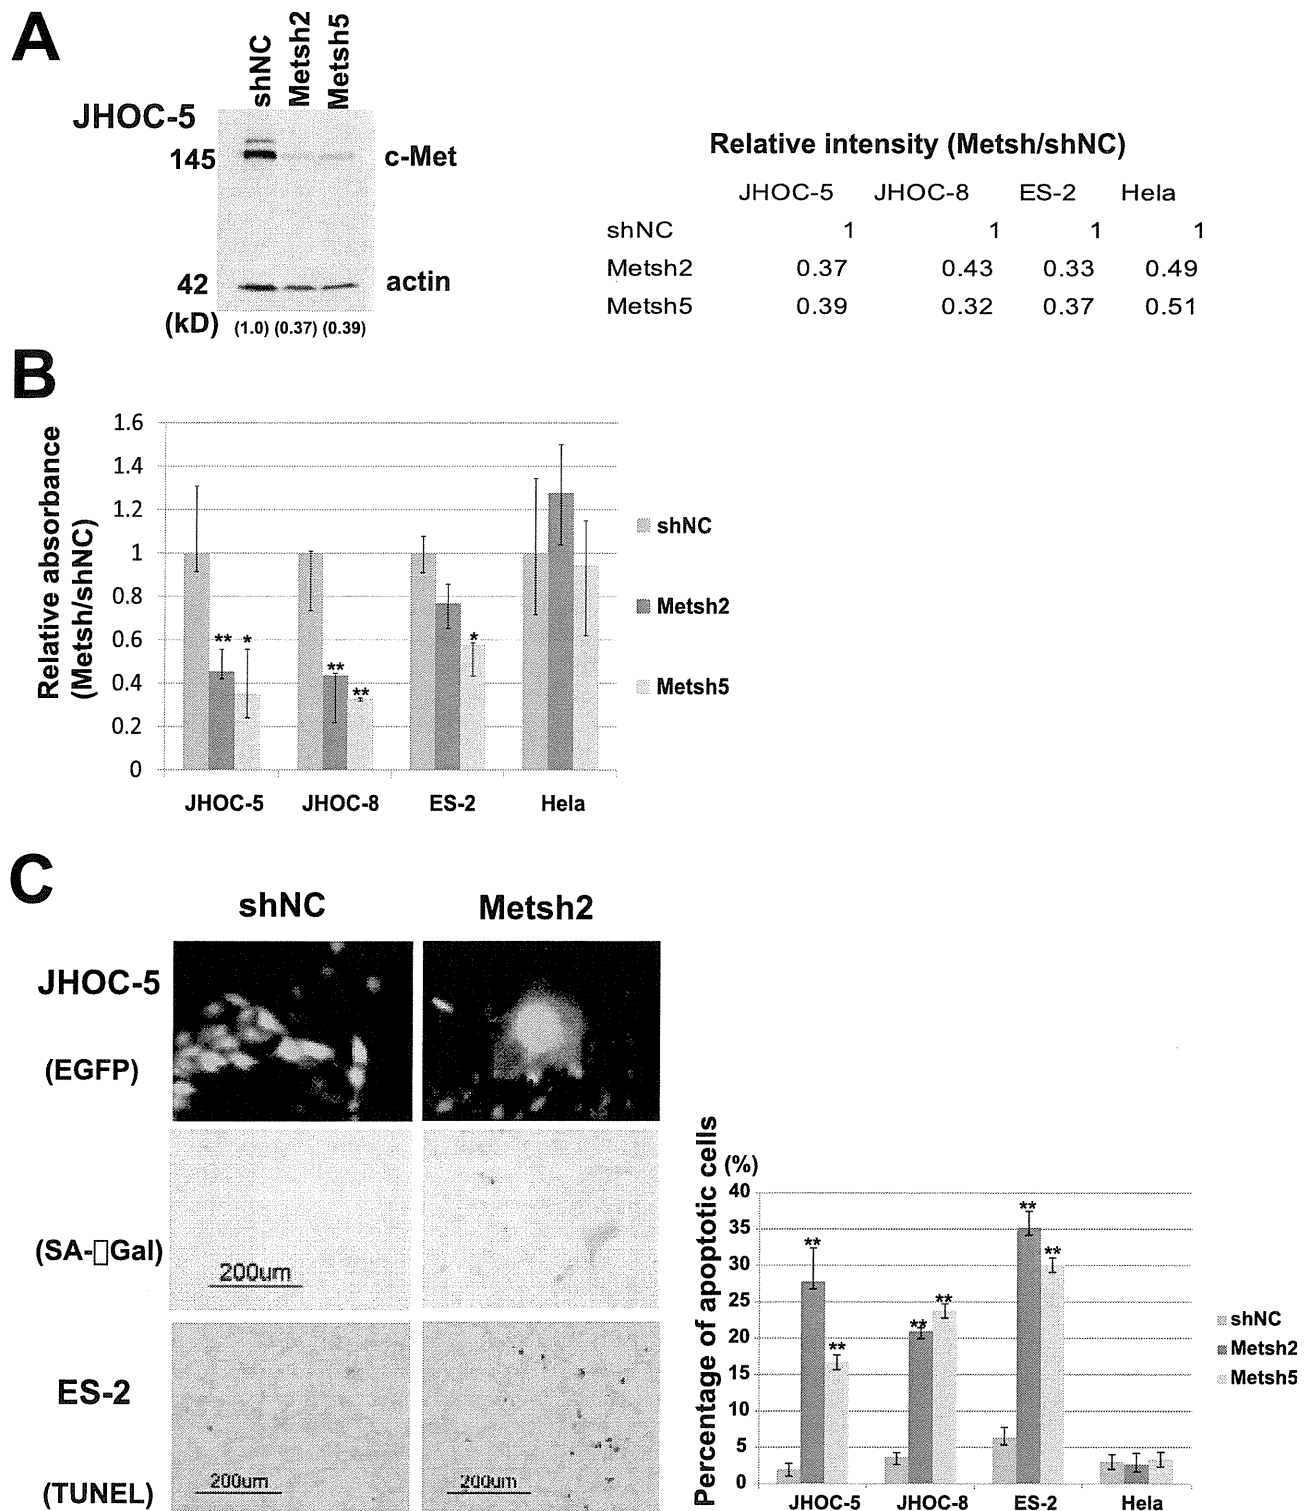 A
shNC
Metsh2
Metsh5
JHOC-5
145
c-Met
42
actin
(kD)
(1.0) (0.37) (0.39)
Relative intensity (Metsh/shNC)
JHOC-5 JHOC-8 ES-2 Hela
shNC 1 1 1 1
Metsh2 0.37 0.43 0.33 0.49
Metsh5 0.39 0.32 0.37 0.51
B
Relative absorbance
(Metsh/shNC)
1.6
1.4
1.2
1
0.8
0.6
0.4
0.2
0
** *
**
**
*
JHOC-5 JHOC-8 ES-2 Hela
shNC
Metsh2
Metsh5
C
shNC Metsh2
JHOC-5
(EGFP)
(SA-□Gal)
200um
ES-2
(TUNEL)
200um
200um
Percentage of apoptotic cells
(%)
40
35
30
25
20
15
10
5
0
**
**
**
**
**
**
JHOC-5 JHOC-8 ES-2 Hela
shNC
Metsh2
Metsh5